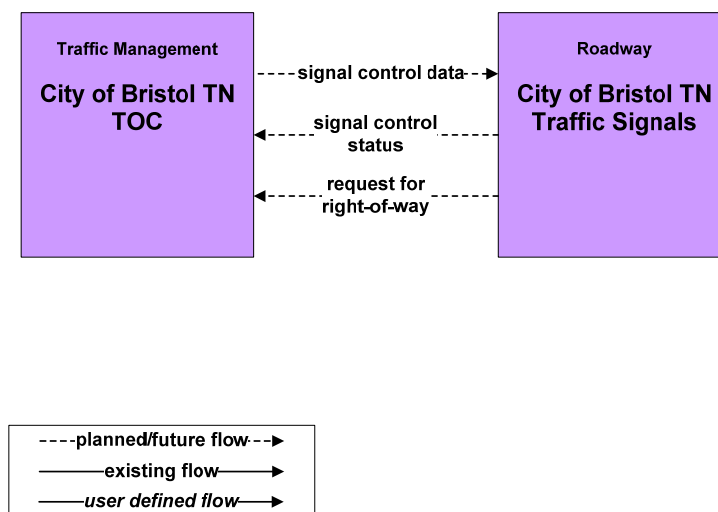 Traffic Management
City of Bristol TN
TOC
signal control data
signal control
status
request for
right-of-way
Roadway
City of Bristol TN
Traffic Signals
planned/future flow
existing flow
user defined flow